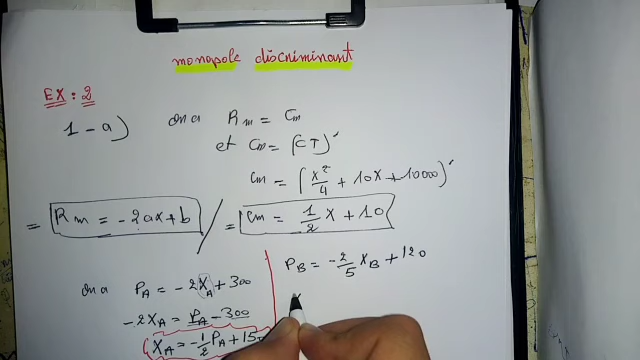 monopole discriminant
EX : 2
1 - a) on a Rm = Cm
et Cm = (CT)'
Cm = (x²/4 + 10x + 10000)'
= Rm = -2ax + b / = Cm = 1/2 x + 10
on a PA = -2XA + 300
-2XA = PA - 300
XA = -1/2 PA + 150
PB = -2/5 XB + 120